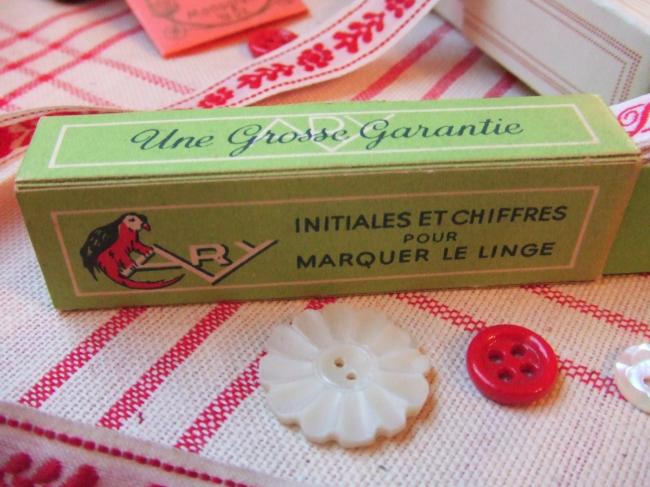 Une Grosse Garantie
ARY
INITIALES ET CHIFFRES
POUR
MARQUER LE LINGE